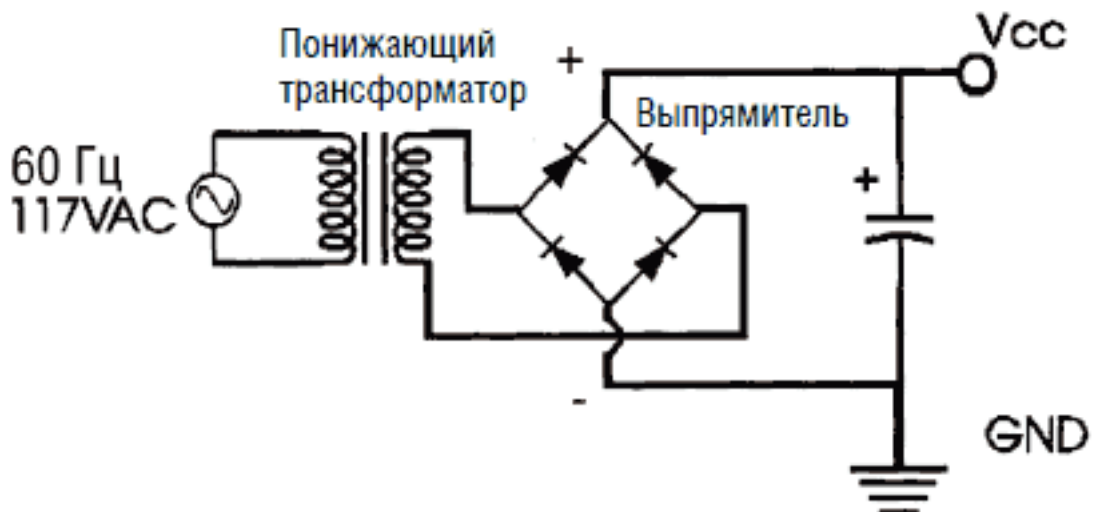 Понижающий
трансформатор
+
Vcc
Выпрямитель
60 Гц
117VAC
+
-
GND